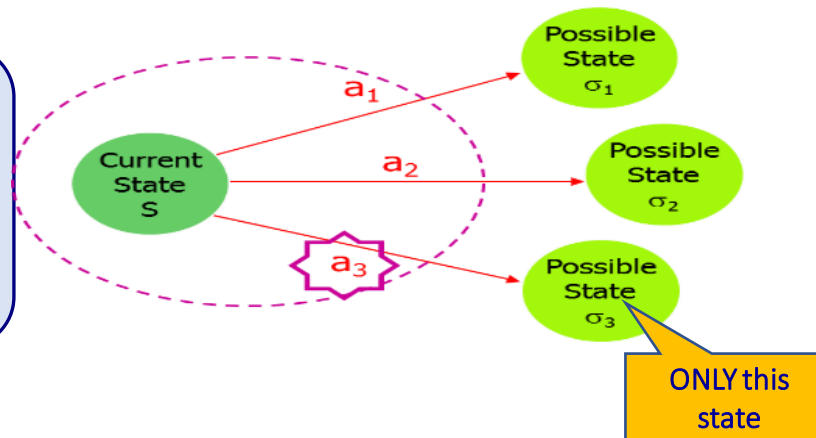 Possible
State
σ₁
a₁
Current
State
S
a₂
Possible
State
σ₂
a₃
Possible
State
σ₃
ONLY this
state